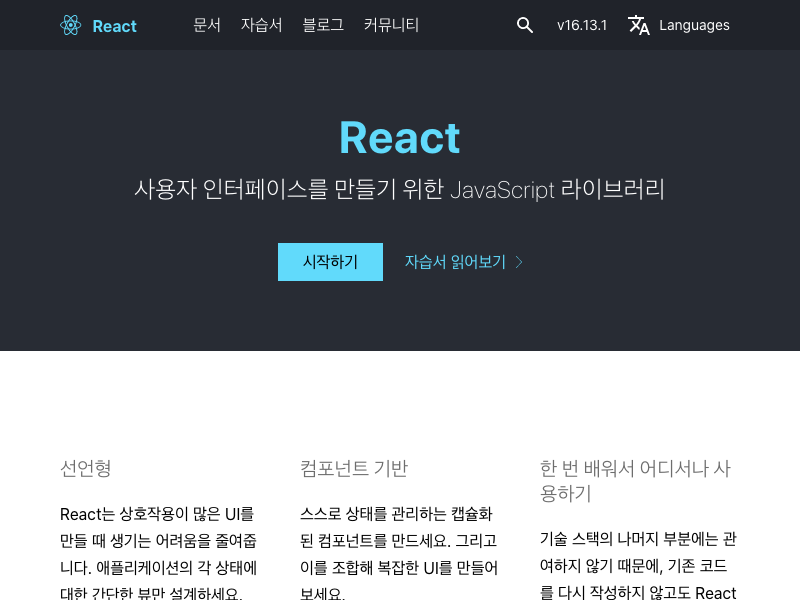 React 문서 자습서 블로그 커뮤니티 v16.13.1 Languages
React
사용자 인터페이스를 만들기 위한 JavaScript 라이브러리
시작하기 자습서 읽어보기
선언형
React는 상호작용이 많은 UI를
만들 때 생기는 어려움을 줄여줍
니다. 애플리케이션의 각 상태에
대한 간단한 뷰만 설계하세요.
컴포넌트 기반
스스로 상태를 관리하는 캡슐화
된 컴포넌트를 만드세요. 그리고
이를 조합해 복잡한 UI를 만들어
보세요.
한 번 배워서 어디서나 사
용하기
기술 스택의 나머지 부분에는 관
여하지 않기 때문에, 기존 코드
를 다시 작성하지 않고도 React